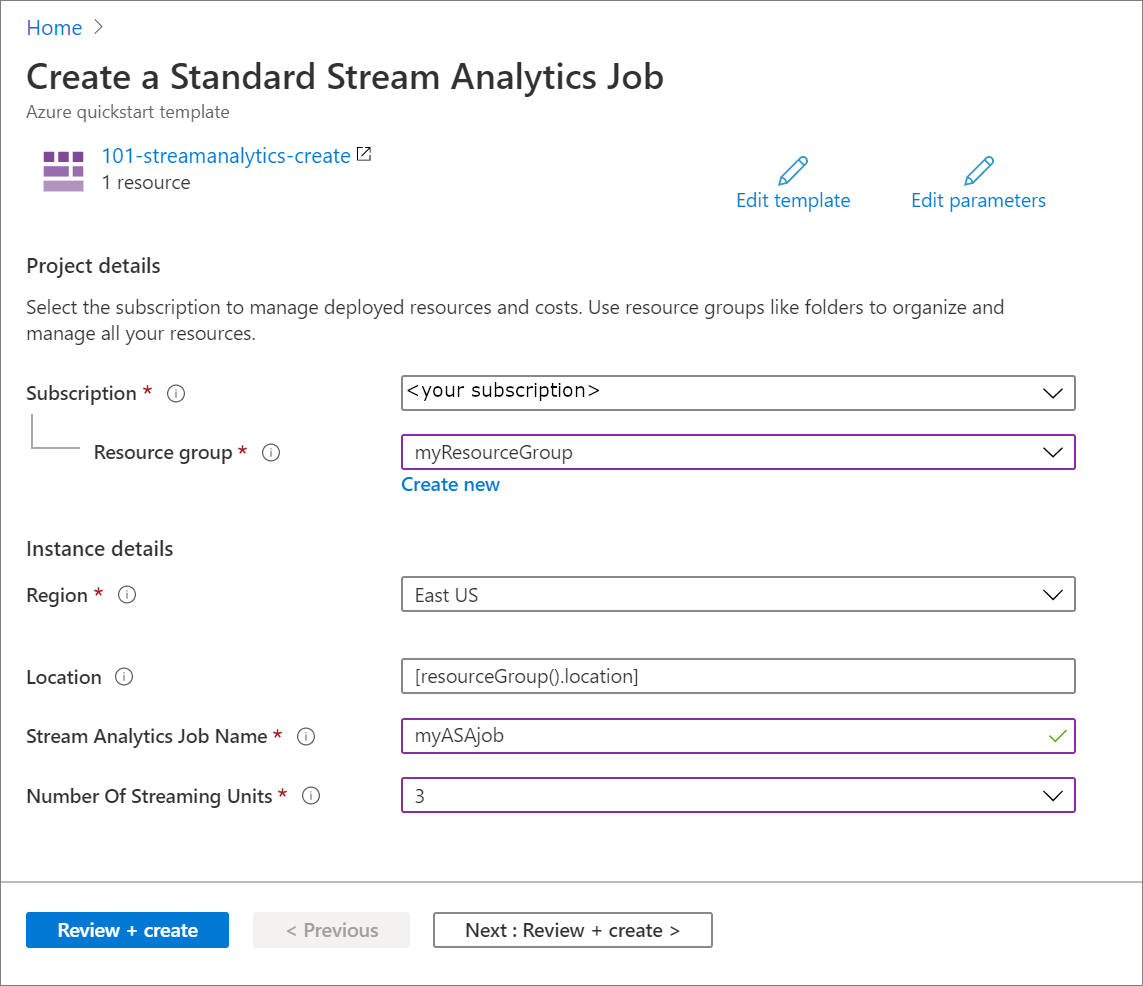 Home >
Create a Standard Stream Analytics Job
Azure quickstart template
101-streamanalytics-create
1 resource
Edit template
Edit parameters
Project details
Select the subscription to manage deployed resources and costs. Use resource groups like folders to organize and
manage all your resources.
Subscription *
<your subscription>
Resource group *
myResourceGroup
Create new
Instance details
Region *
East US
Location
[resourceGroup().location]
Stream Analytics Job Name *
myASAjob
Number Of Streaming Units *
3
Review + create
< Previous
Next : Review + create >